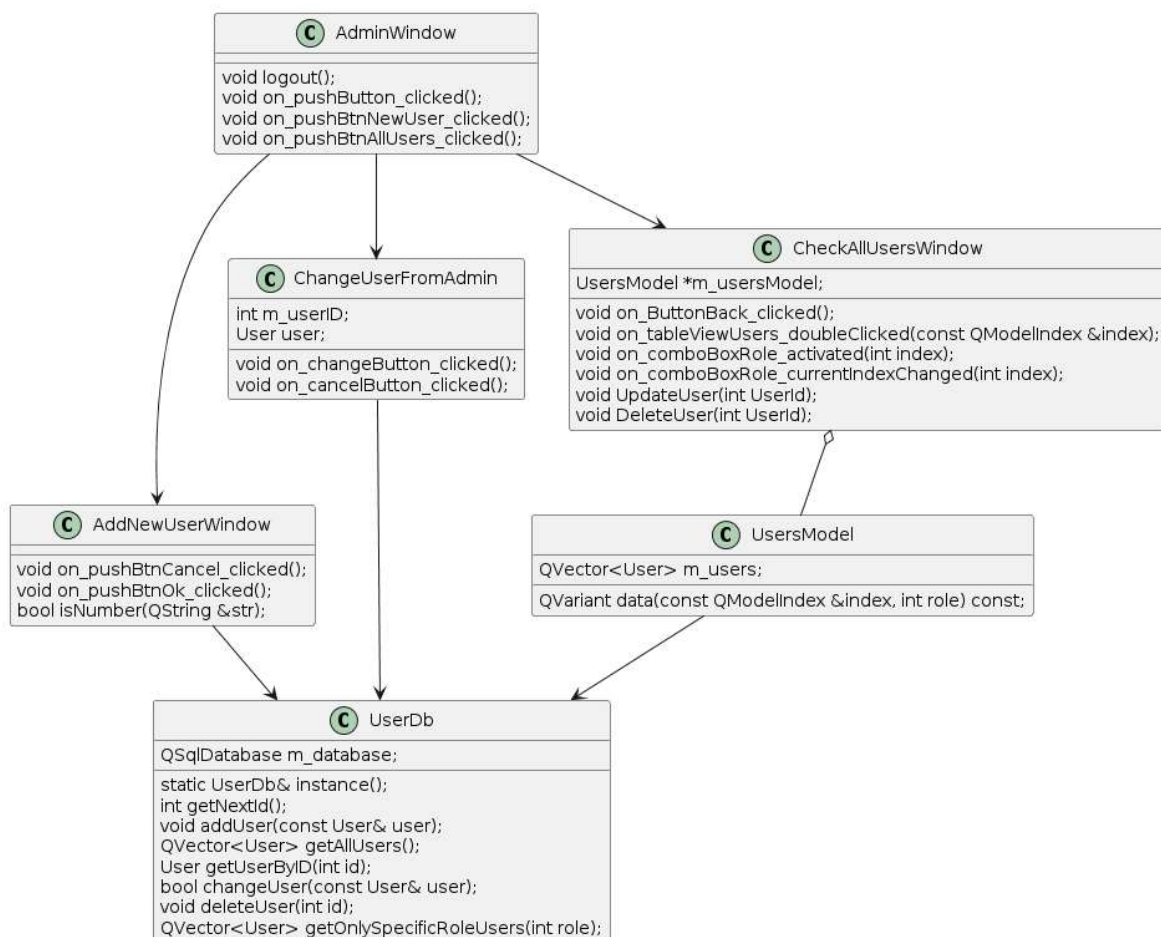 C AdminWindow
void logout();
void on_pushButton_clicked();
void on_pushBtnNewUser_clicked();
void on_pushBtnAllUsers_clicked();
C CheckAllUsersWindow
UsersModel *m_usersModel;
void on_ButtonBack_clicked();
void on_tableViewUsers_doubleClicked(const QModelIndex &index);
void on_comboBoxRole_activated(int index);
void on_comboBoxRole_currentIndexChanged(int index);
void UpdateUser(int UserId);
void DeleteUser(int UserId);
C ChangeUserFromAdmin
int m_userID;
User user;
void on_changeButton_clicked();
void on_cancelButton_clicked();
C AddNewUserWindow
void on_pushBtnCancel_clicked();
void on_pushBtnOk_clicked();
bool isNumber(QString &str);
C UsersModel
QVector<User> m_users;
QVariant data(const QModelIndex &index, int role) const;
C UserDb
QSqlDatabase m_database;
static UserDb& instance();
int getNextId();
void addUser(const User& user);
QVector<User> getAllUsers();
User getUserByID(int id);
bool changeUser(const User& user);
void deleteUser(int id);
QVector<User> getOnlySpecificRoleUsers(int role);